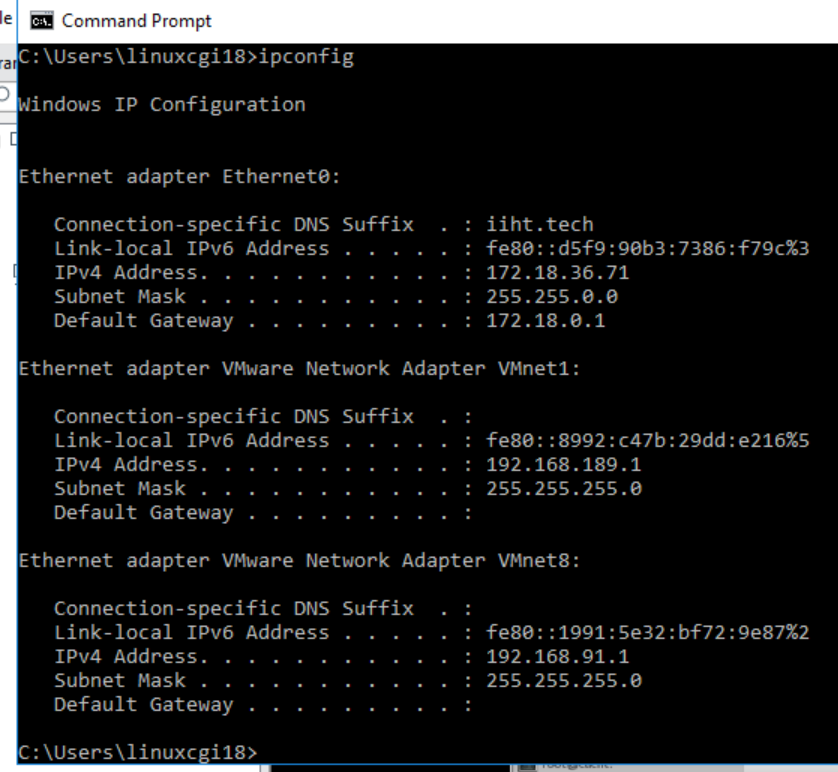 Command Prompt
C:\Users\linuxcgi18>ipconfig
Windows IP Configuration
Ethernet adapter Ethernet0:
Connection-specific DNS Suffix . : iiht.tech
Link-local IPv6 Address . . . . . : fe80::d5f9:90b3:7386:f79c%3
IPv4 Address. . . . . . . . . . . : 172.18.36.71
Subnet Mask . . . . . . . . . . . : 255.255.0.0
Default Gateway . . . . . . . . . : 172.18.0.1
Ethernet adapter VMware Network Adapter VMnet1:
Connection-specific DNS Suffix . :
Link-local IPv6 Address . . . . . : fe80::8992:c47b:29dd:e216%5
IPv4 Address. . . . . . . . . . . : 192.168.189.1
Subnet Mask . . . . . . . . . . . : 255.255.255.0
Default Gateway . . . . . . . . . :
Ethernet adapter VMware Network Adapter VMnet8:
Connection-specific DNS Suffix . :
Link-local IPv6 Address . . . . . : fe80::1991:5e32:bf72:9e87%2
IPv4 Address. . . . . . . . . . . : 192.168.91.1
Subnet Mask . . . . . . . . . . . : 255.255.255.0
Default Gateway . . . . . . . . . :
C:\Users\linuxcgi18>